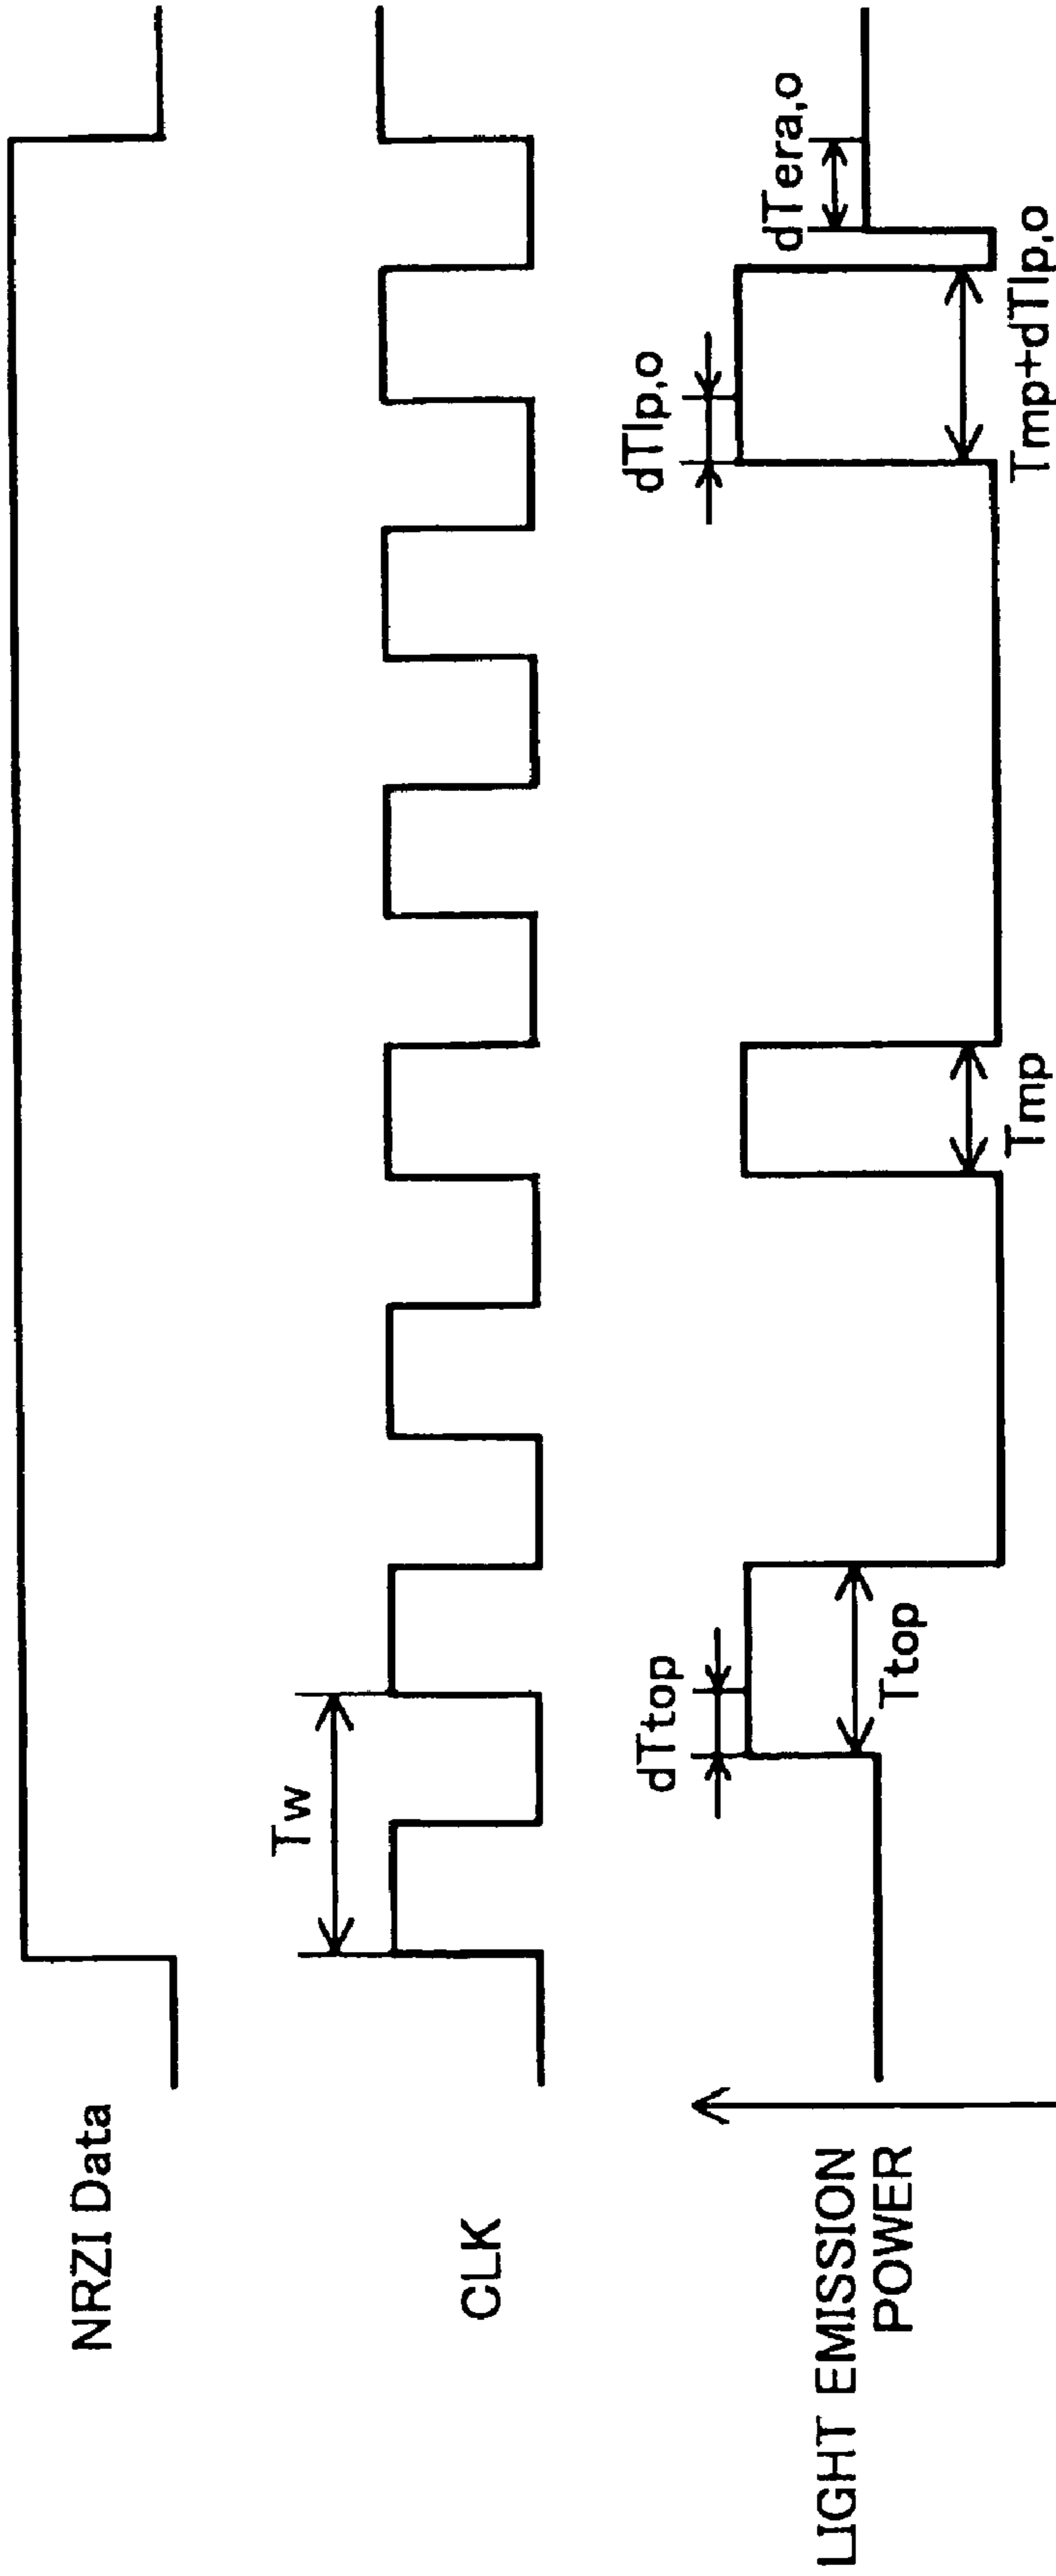 NRZI Data
CLK
Tw
LIGHT EMISSION
POWER
dTtop
Ttop
Tmp
dTlp,o
Tmp+dTlp,o
dTera,o